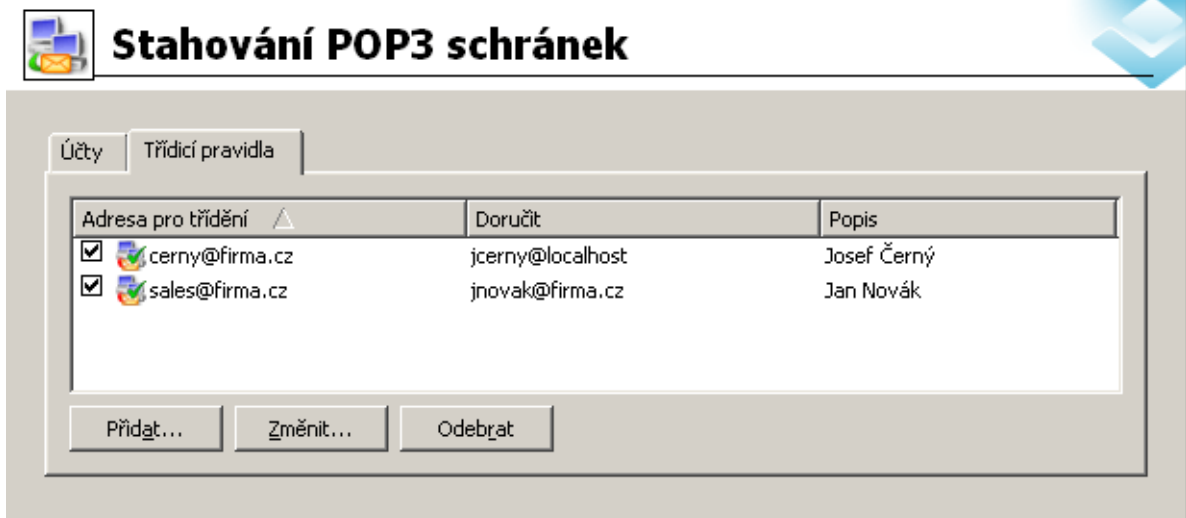 Stahování POP3 schránek
Účty Třídicí pravidla
Adresa pro třídění Doručit Popis
cerny@firma.cz jcerny@localhost Josef Černý
sales@firma.cz jnovak@firma.cz Jan Novák
Přidat... Změnit... Odebrat